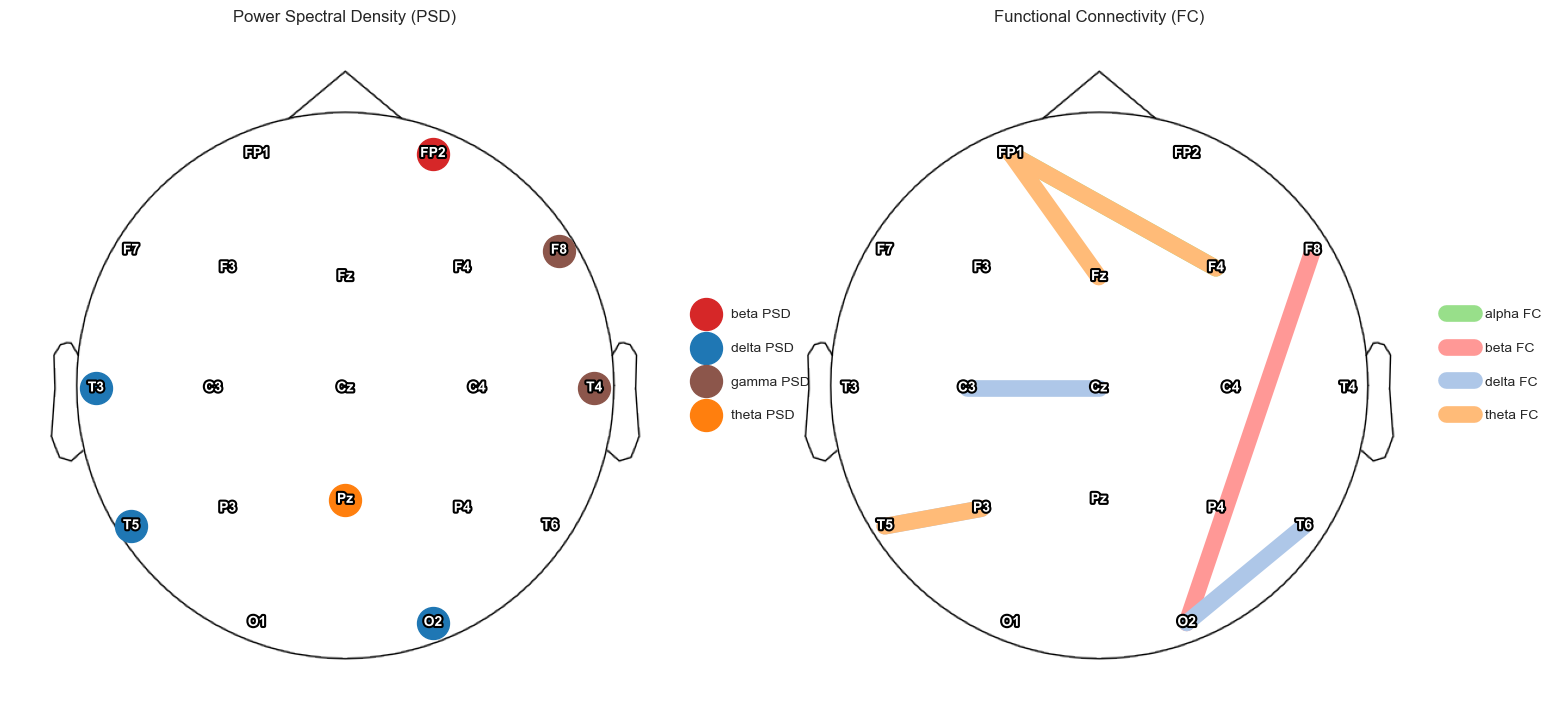 Power Spectral Density (PSD)
FP1 FP2
F7 F8
F3 Fz F4
T3 C3 Cz C4 T4
P3 Pz P4
T5 T6
O1 O2
beta PSD
delta PSD
gamma PSD
theta PSD
Functional Connectivity (FC)
FP1 FP2
F7 F8
F3 Fz F4
T3 C3 Cz C4 T4
P3 Pz P4
T5 T6
O1 O2
alpha FC
beta FC
delta FC
theta FC